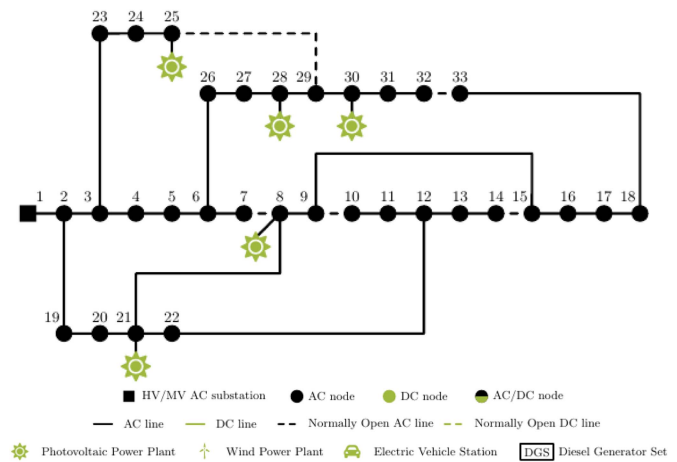 23 24 25
26 27 28 29 30 31 32 33
1 2 3 4 5 6 7 8 9 10 11 12 13 14 15 16 17 18
19 20 21 22
HV/MV AC substation AC node DC node AC/DC node
AC line DC line Normally Open AC line Normally Open DC line
Photovoltaic Power Plant Wind Power Plant Electric Vehicle Station DGS Diesel Generator Set